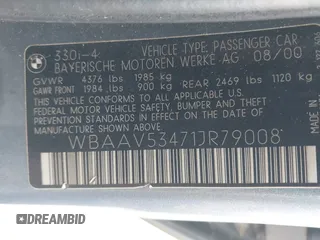 330i-4 VEHICLE TYPE: PASSENGER CAR
BAYERISCHE MOTOREN WERKE AG 08/00
GVWR 4376 lbs 1985 kg
GAWR FRONT 1984 lbs 900 kg REAR 2469 lbs 1120 kg
THIS VEHICLE CONFORMS TO ALL APPLICABLE
FEDERAL MOTOR VEHICLE SAFETY, BUMPER,
AND THEFT PREVENTION STANDARDS IN EFFECT
ON THE DATE OF MANUFACTURE SHOWN ABOVE.
WBAAV53471JR79008
DREAMBID
DREAMBID.COM